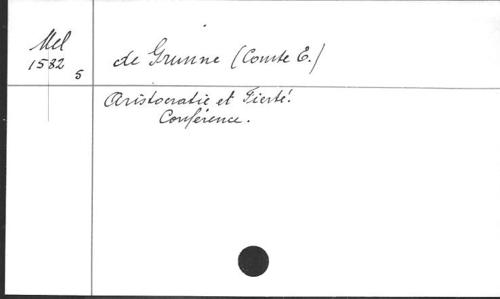 Mel
1582
5
de Grunne (Comte E.)
Aristocratie et Fierté.
Conférence.